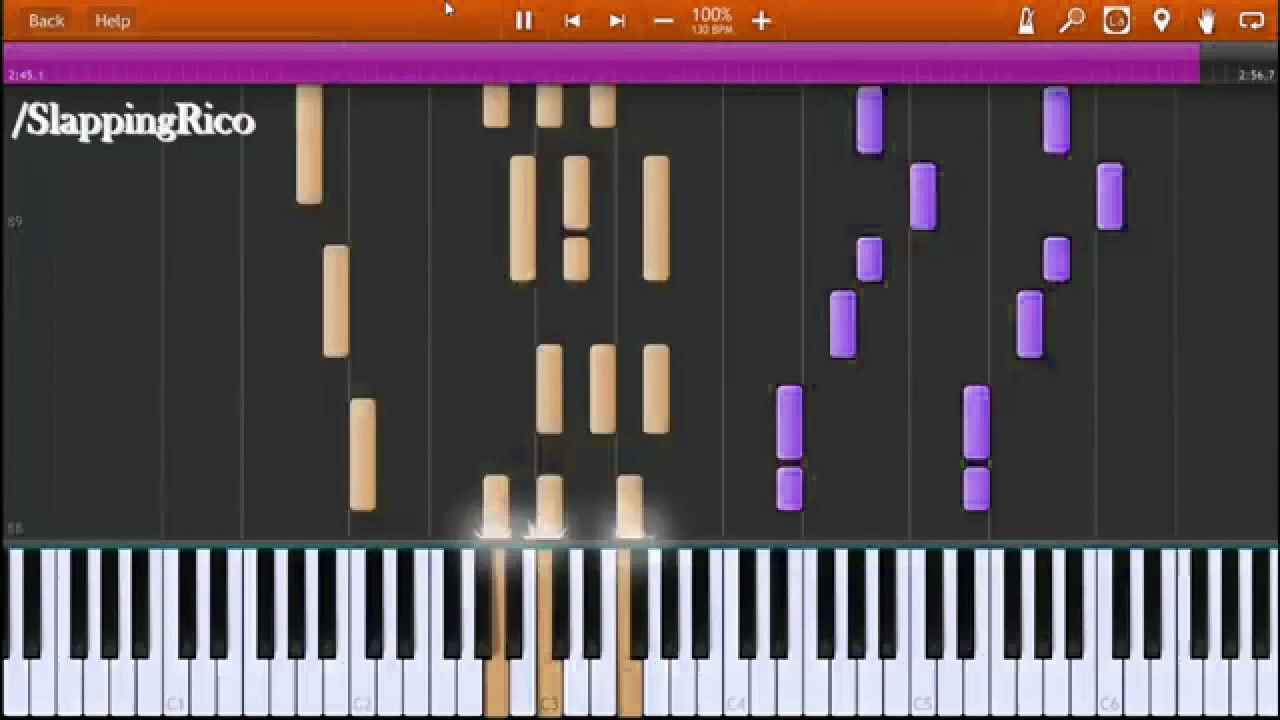 Back Help 100% La
130 BPM
2:45.1 2:56.7
/SlappingRico
89
88
C1 C2 C3 C4 C5 C6